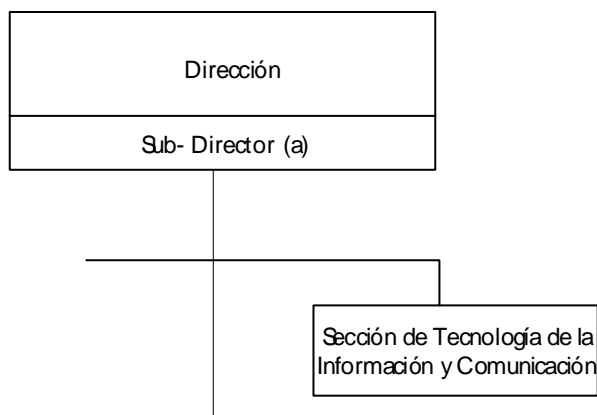 Dirección
Sub- Director (a)
Sección de Tecnología de la
Información y Comunicación